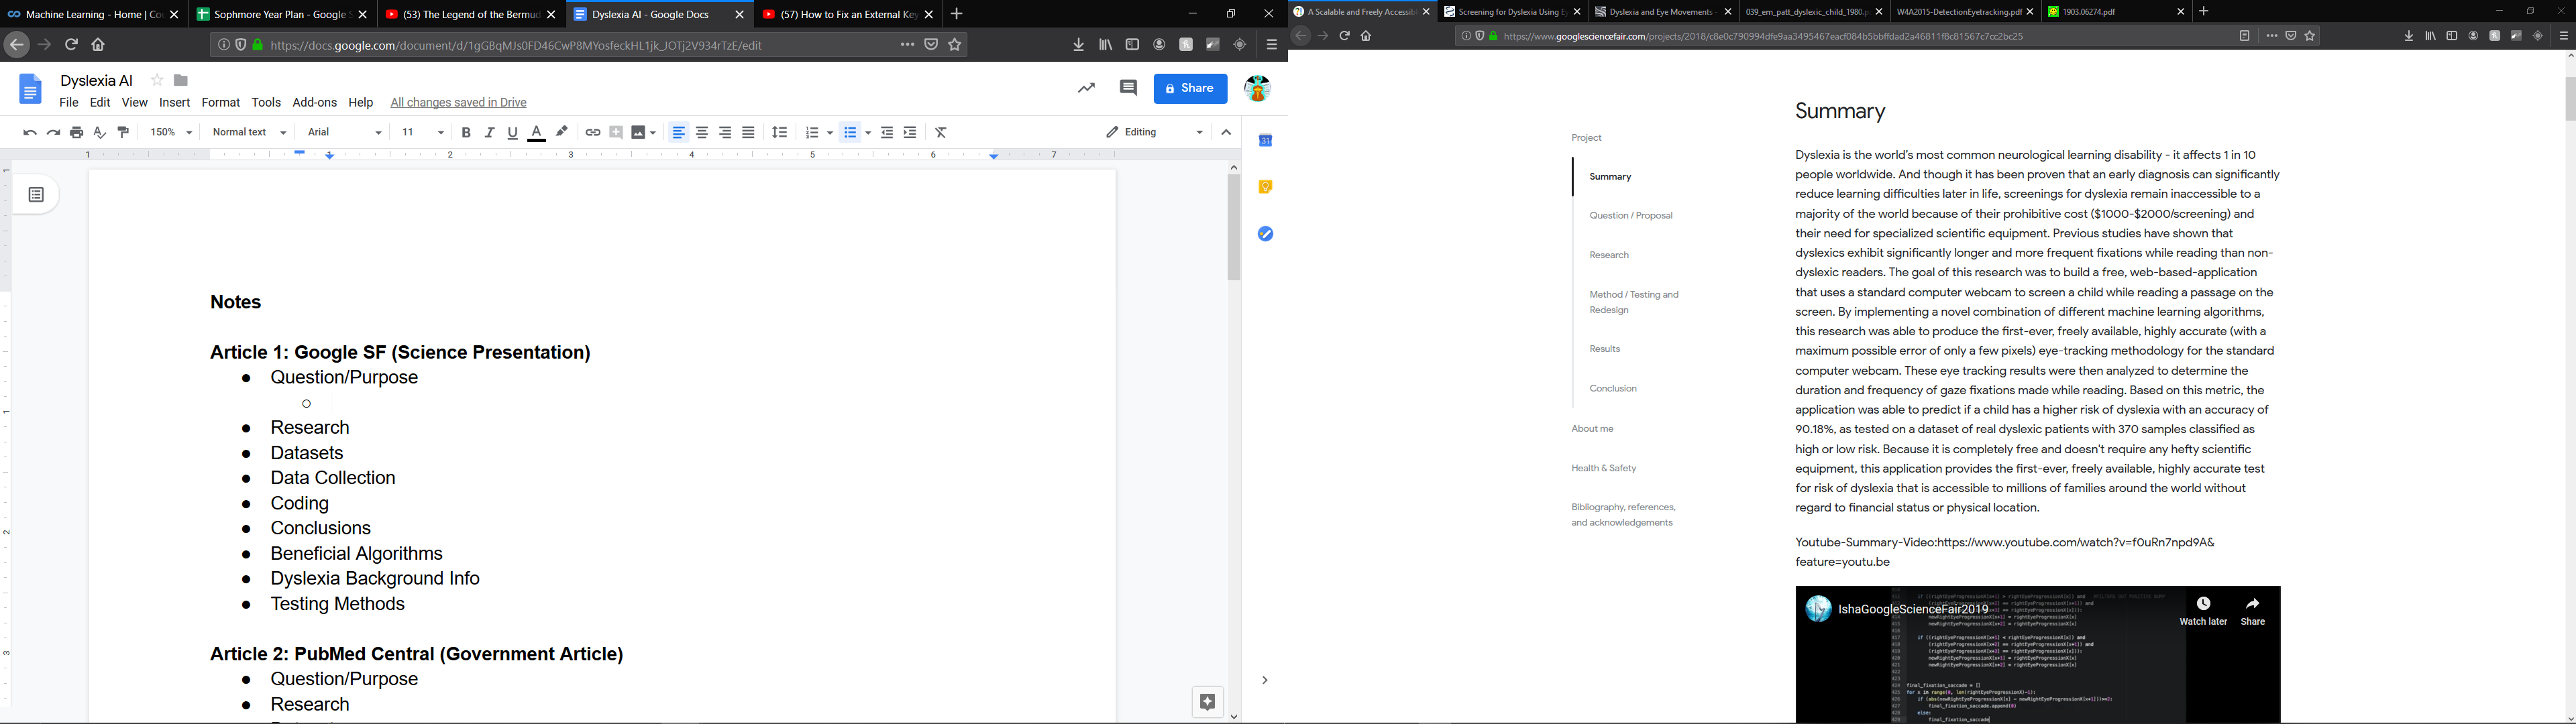 Machine Learning - Home | Co
Sophmore Year Plan - Google S
(53) The Legend of the Bermud
Dyslexia AI - Google Docs
(57) How to Fix an External Key
https://docs.google.com/document/d/1gGBqMJs0FD46CwP8MYosfeckHL1jk_JOTj2V934rTzE/edit
Dyslexia AI
File Edit View Insert Format Tools Add-ons Help All changes saved in Drive
Share
150% Normal text Arial 11 B I U A Editing
1 1 2 3 4 5 6 7
Notes
Article 1: Google SF (Science Presentation)
● Question/Purpose
○
● Research
● Datasets
● Data Collection
● Coding
● Conclusions
● Beneficial Algorithms
● Dyslexia Background Info
● Testing Methods
Article 2: PubMed Central (Government Article)
● Question/Purpose
● Research
A Scalable and Freely Accessib
Screening for Dyslexia Using E
Dyslexia and Eye Movements -
039_em_patt_dyslexic_child_1980.p
W4A2015-DetectionEyetracking.pdf
1903.06274.pdf
https://www.googlesciencefair.com/projects/2018/c8e0c790994dfe9aa3495467eacf084b5bbffdad2a46811f8c81567c7cc2bc25
Project
Summary
Question / Proposal
Research
Method / Testing and
Redesign
Results
Conclusion
About me
Health & Safety
Bibliography, references,
and acknowledgements
Summary
Dyslexia is the world's most common neurological learning disability - it affects 1 in 10
people worldwide. And though it has been proven that an early diagnosis can significantly
reduce learning difficulties later in life, screenings for dyslexia remain inaccessible to a
majority of the world because of their prohibitive cost ($1000-$2000/screening) and
their need for specialized scientific equipment. Previous studies have shown that
dyslexics exhibit significantly longer and more frequent fixations while reading than non-
dyslexic readers. The goal of this research was to build a free, web-based-application
that uses a standard computer webcam to screen a child while reading a passage on the
screen. By implementing a novel combination of different machine learning algorithms,
this research was able to produce the first-ever, freely available, highly accurate (with a
maximum possible error of only a few pixels) eye-tracking methodology for the standard
computer webcam. These eye tracking results were then analyzed to determine the
duration and frequency of gaze fixations made while reading. Based on this metric, the
application was able to predict if a child has a higher risk of dyslexia with an accuracy of
90.18%, as tested on a dataset of real dyslexic patients with 370 samples classified as
high or low risk. Because it is completely free and doesn't require any hefty scientific
equipment, this application provides the first-ever, freely available, highly accurate test
for risk of dyslexia that is accessible to millions of families around the world without
regard to financial status or physical location.
Youtube-Summary-Video:https://www.youtube.com/watch?v=f0uRn7npd9A&
feature=youtu.be
IshaGoogleScienceFair2019
Watch later Share
final_fixation_saccade = []